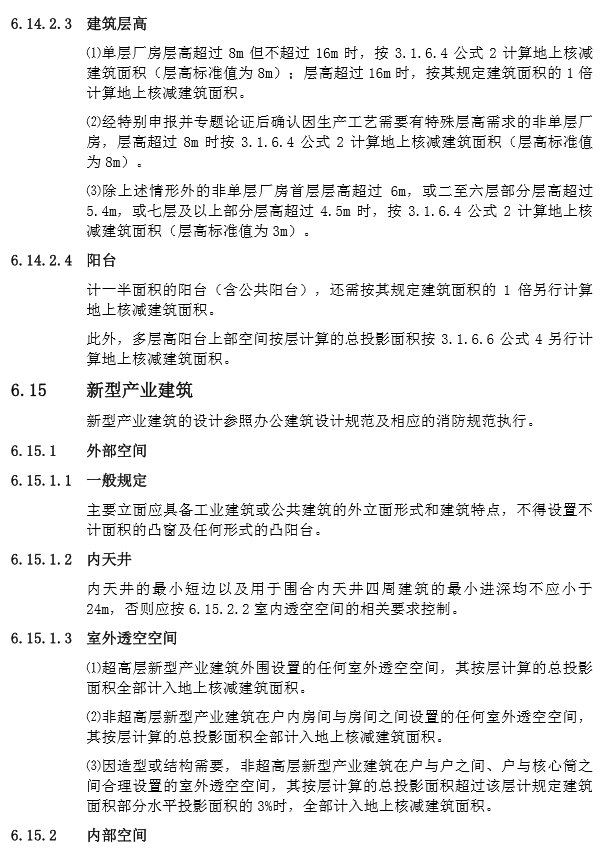 6.14.2.3 建筑层高
⑴单层厂房层高超过 8m 但不超过 16m 时，按 3.1.6.4 公式 2 计算地上核减
建筑面积（层高标准值为 8m）；层高超过 16m 时，按其规定建筑面积的 1 倍
计算地上核减建筑面积。
⑵经特别申报并专题论证后确认因生产工艺需要有特殊层高需求的非单层厂
房，层高超过 8m 时按 3.1.6.4 公式 2 计算地上核减建筑面积（层高标准值
为 8m）。
⑶除上述情形外的非单层厂房首层层高超过 6m，或二至六层部分层高超过
5.4m，或七层及以上部分层高超过 4.5m 时，按 3.1.6.4 公式 2 计算地上核
减建筑面积（层高标准值为 3m）。
6.14.2.4 阳台
计一半面积的阳台（含公共阳台），还需按其规定建筑面积的 1 倍另行计算
地上核减建筑面积。
此外，多层高阳台上部空间按层计算的总投影面积按 3.1.6.6 公式 4 另行计
算地上核减建筑面积。
6.15 新型产业建筑
新型产业建筑的设计参照办公建筑设计规范及相应的消防规范执行。
6.15.1 外部空间
6.15.1.1 一般规定
主要立面应具备工业建筑或公共建筑的外立面形式和建筑特点，不得设置不
计面积的凸窗及任何形式的凸阳台。
6.15.1.2 内天井
内天井的最小短边以及用于围合内天井四周建筑的最小进深均不应小于
24m，否则应按 6.15.2.2 室内透空空间的相关要求控制。
6.15.1.3 室外透空空间
⑴超高层新型产业建筑外围设置的任何室外透空空间，其按层计算的总投影
面积全部计入地上核减建筑面积。
⑵非超高层新型产业建筑在户内房间与房间之间设置的任何室外透空空间，
其按层计算的总投影面积全部计入地上核减建筑面积。
⑶因造型或结构需要，非超高层新型产业建筑在户与户之间、户与核心筒之
间合理设置的室外透空空间，其按层计算的总投影面积超过该层计规定建筑
面积部分水平投影面积的 3%时，全部计入地上核减建筑面积。
6.15.2 内部空间